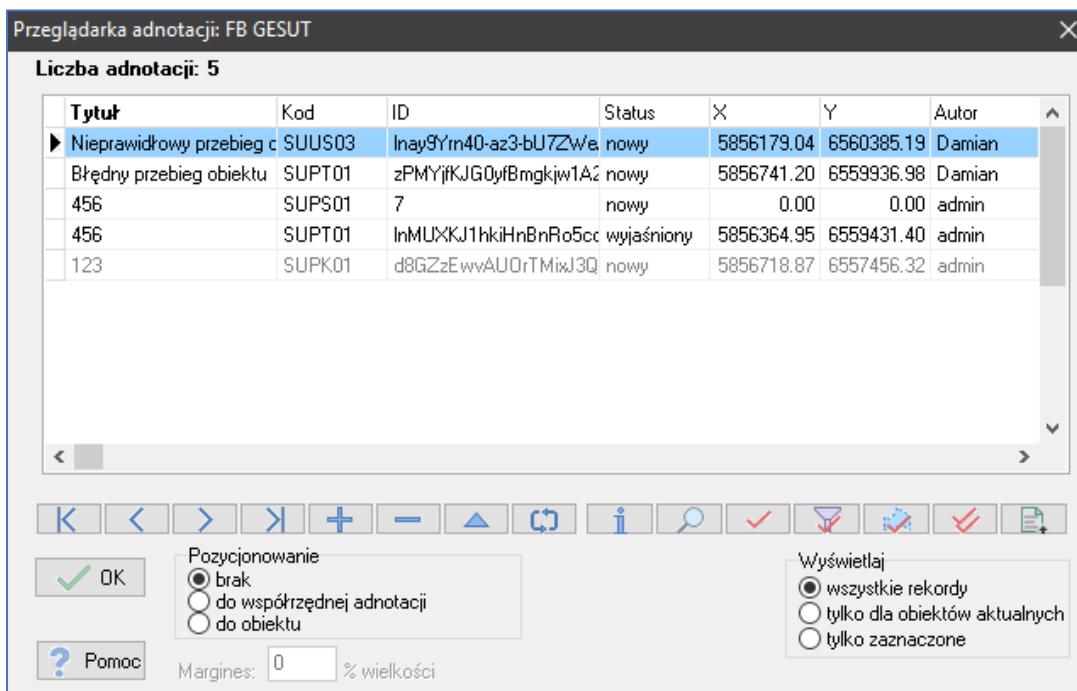 Przeglądarka adnotacji: FB GESUT
Liczba adnotacji: 5
Tytuł Kod ID Status X Y Autor
Nieprawidłowy przebieg c SUUS03 lnay9Yrn40-az3-bU7ZWe. nowy 5856179.04 6560385.19 Damian
Błędny przebieg obiektu SUPT01 zPMYjfKJG0yfBmgkjw1A2 nowy 5856741.20 6559936.98 Damian
456 SUPS01 7 nowy 0.00 0.00 admin
456 SUPT01 lnMUXKJ1hkiHnBnRo5cc wyjaśniony 5856364.95 6559431.40 admin
123 SUPK01 d8GZzEwvAUOrTMixJ3Q nowy 5856718.87 6557456.32 admin
OK
Pozycjonowanie
brak
do współrzędnej adnotacji
do obiektu
Wyświetlaj
wszystkie rekordy
tylko dla obiektów aktualnych
tylko zaznaczone
Pomoc
Margines: 0 % wielkości